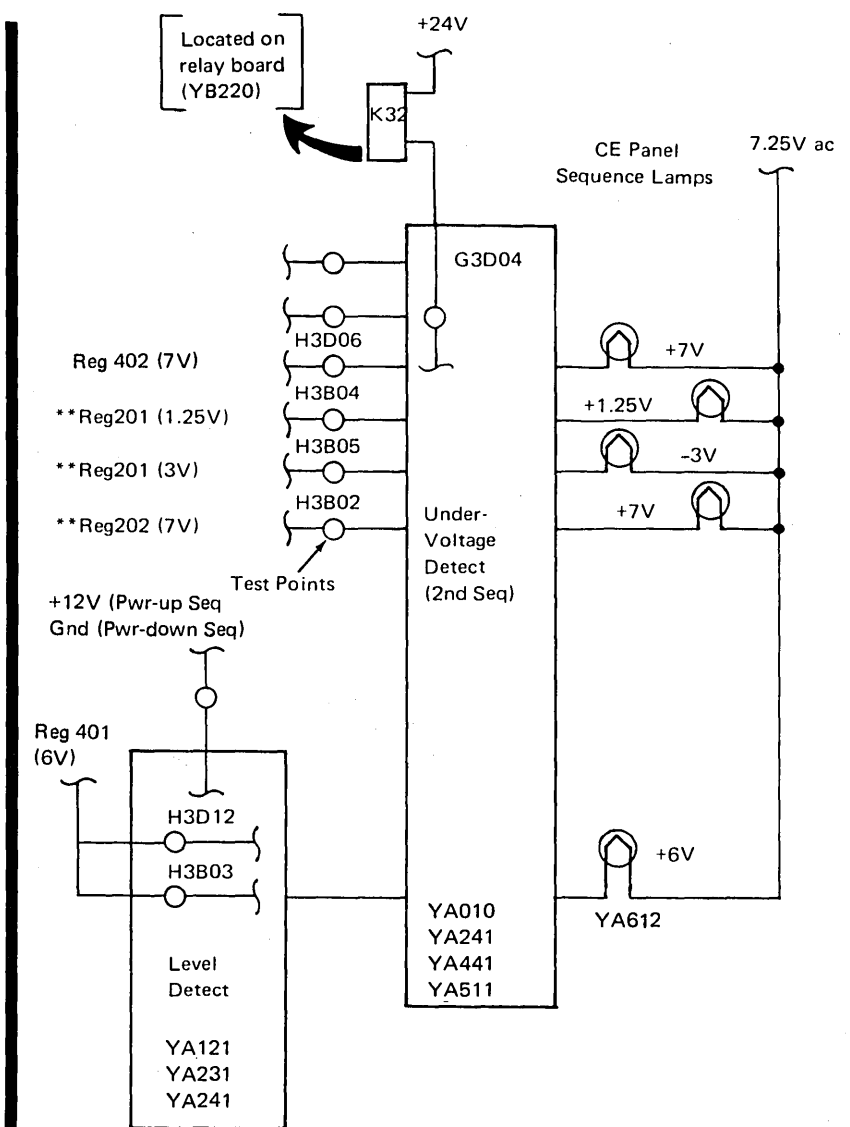 Located on
relay board
(YB220)
+24V
K32
CE Panel
Sequence Lamps
7.25V ac
G3D04
H3D06
Reg 402 (7V)
+7V
H3B04
**Reg201 (1.25V)
+1.25V
H3B05
**Reg201 (3V)
-3V
H3B02
**Reg202 (7V)
+7V
Under-
Voltage
Detect
(2nd Seq)
Test Points
+12V (Pwr-up Seq
Gnd (Pwr-down Seq)
Reg 401
(6V)
H3D12
H3B03
+6V
YA612
YA010
YA241
YA441
YA511
Level
Detect
YA121
YA231
YA241